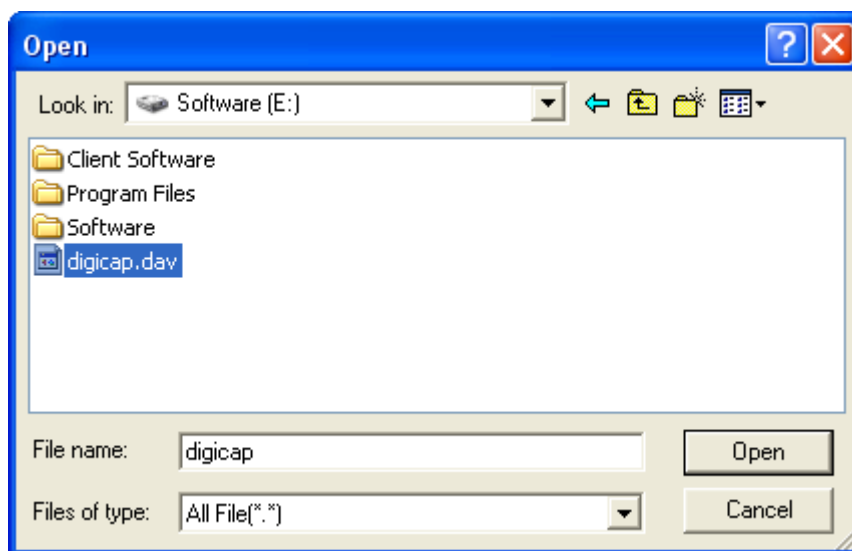 Open
Look in: Software (E:)
Client Software
Program Files
Software
digicap.dav
File name: digicap Open
Files of type: All File(*.*) Cancel